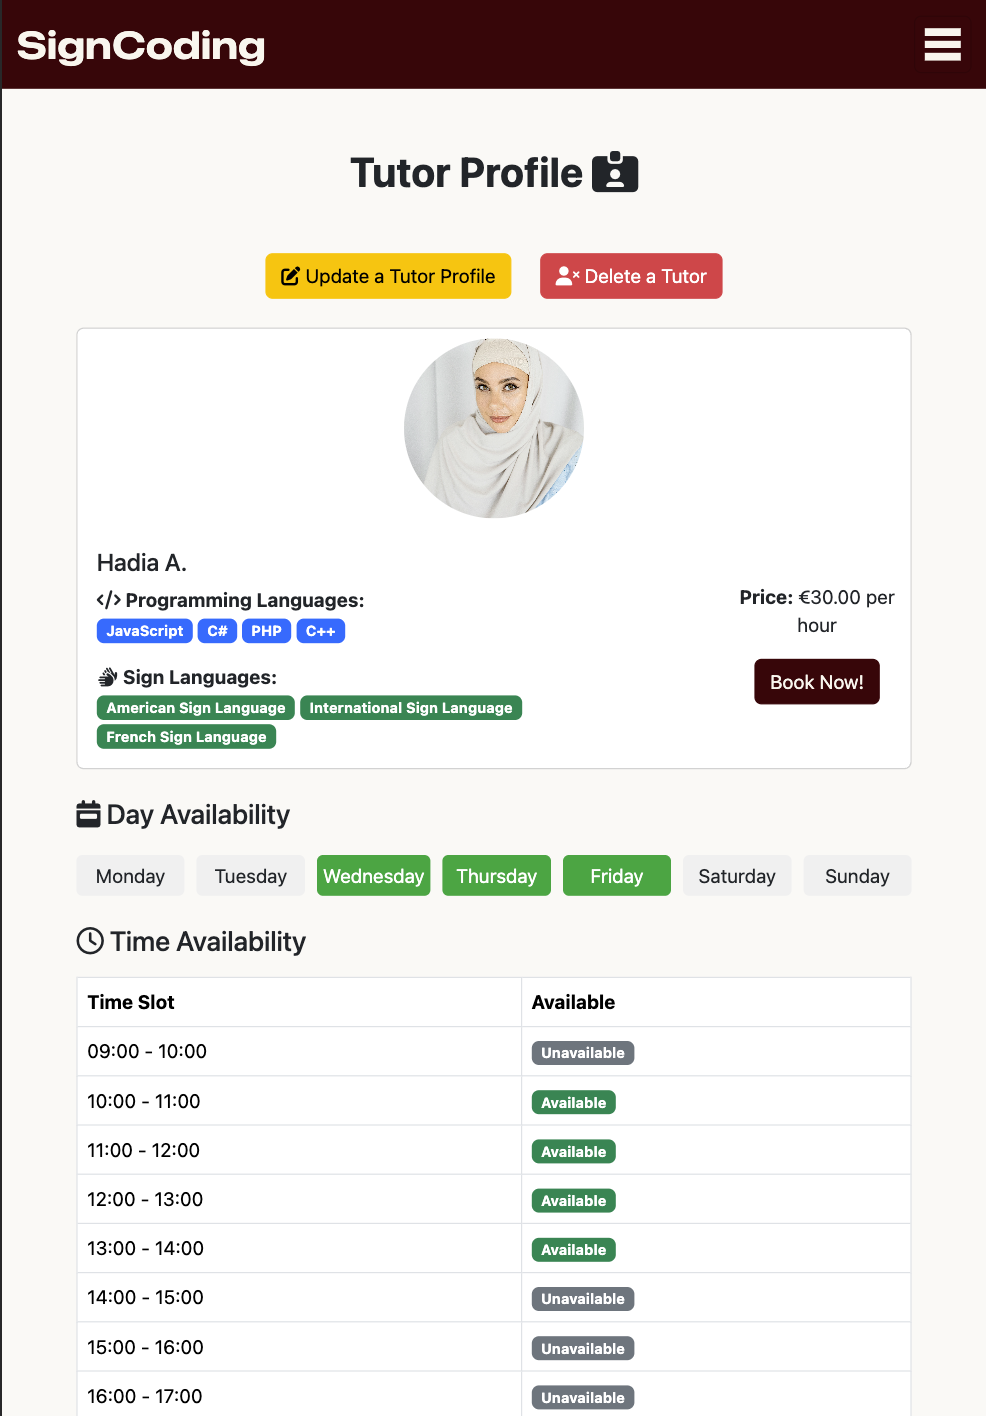 SignCoding
Tutor Profile
Update a Tutor Profile
Delete a Tutor
Hadia A.
</> Programming Languages:
JavaScript C# PHP C++
Sign Languages:
American Sign Language International Sign Language
French Sign Language
Price: €30.00 per
hour
Book Now!
Day Availability
Monday Tuesday Wednesday Thursday Friday Saturday Sunday
Time Availability
Time Slot Available
09:00 - 10:00 Unavailable
10:00 - 11:00 Available
11:00 - 12:00 Available
12:00 - 13:00 Available
13:00 - 14:00 Available
14:00 - 15:00 Unavailable
15:00 - 16:00 Unavailable
16:00 - 17:00 Unavailable